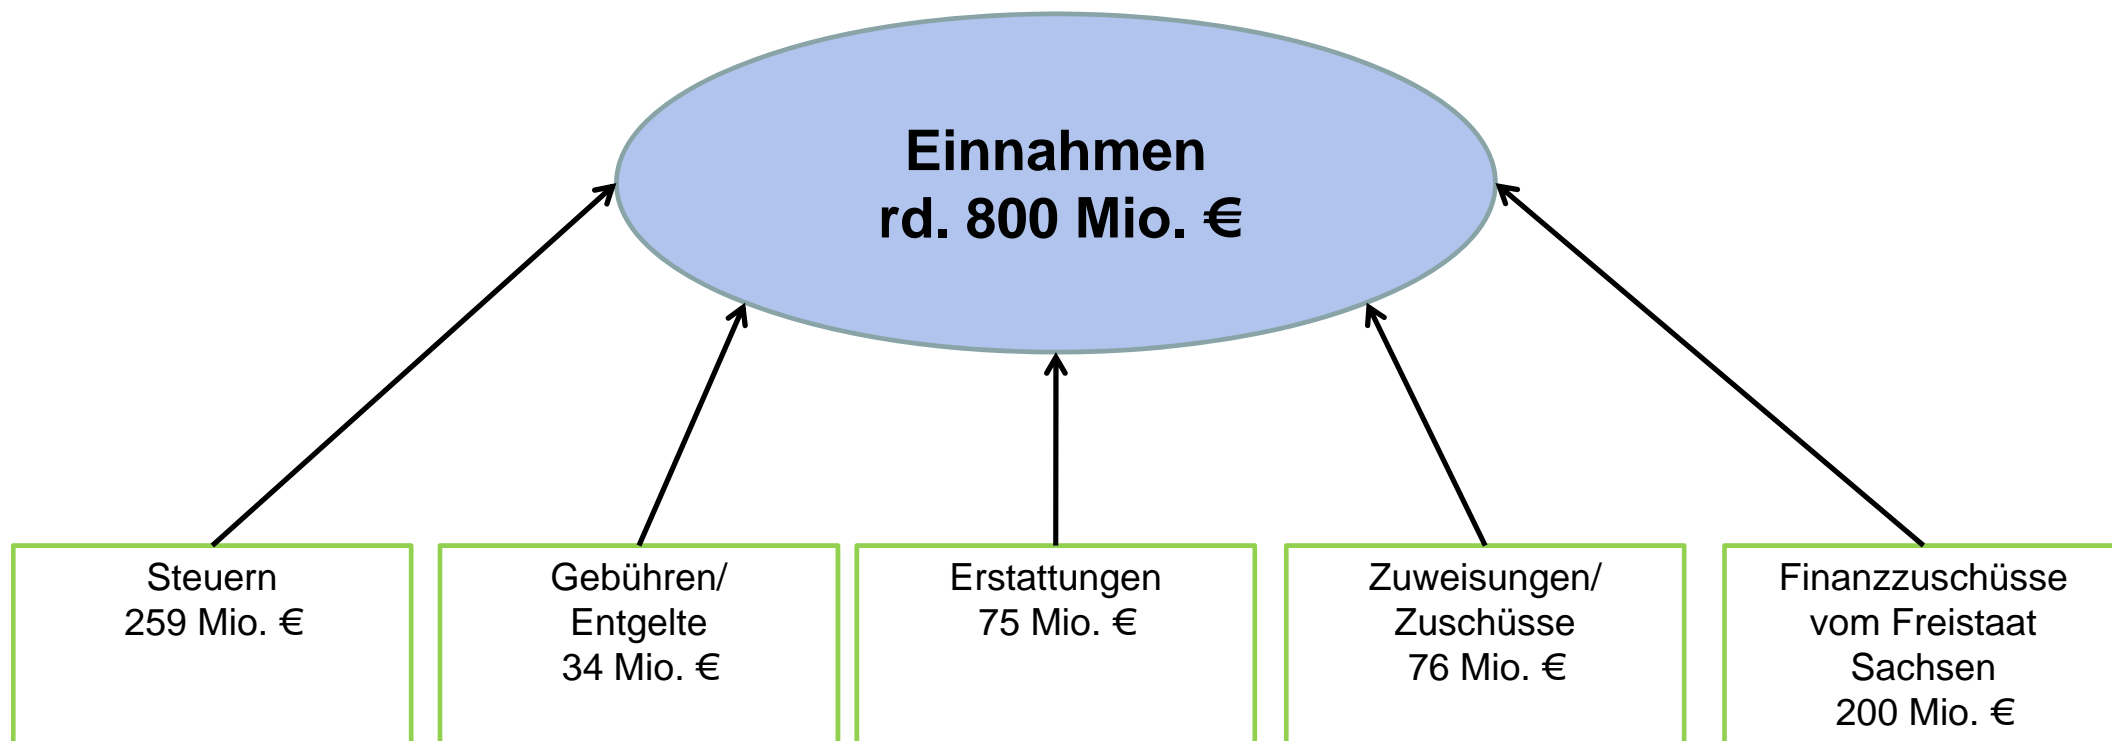 Einnahmen
rd. 800 Mio. €
Steuern
259 Mio. €
Gebühren/
Entgelte
34 Mio. €
Erstattungen
75 Mio. €
Zuweisungen/
Zuschüsse
76 Mio. €
Finanzzuschüsse
vom Freistaat
Sachsen
200 Mio. €